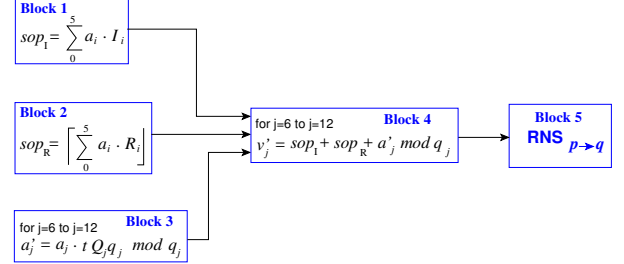 Block 1
5
sop_I = ∑ a_i · I_i
0
Block 2
5
sop_R = ⌈ ∑ a_i · R_i ⌋
0
Block 3
for j=6 to j=12
a'_j = a_j · t Q_j q_j mod q_j
Block 4
for j=6 to j=12
v'_j = sop_I + sop_R + a'_j mod q_j
Block 5
RNS p→q